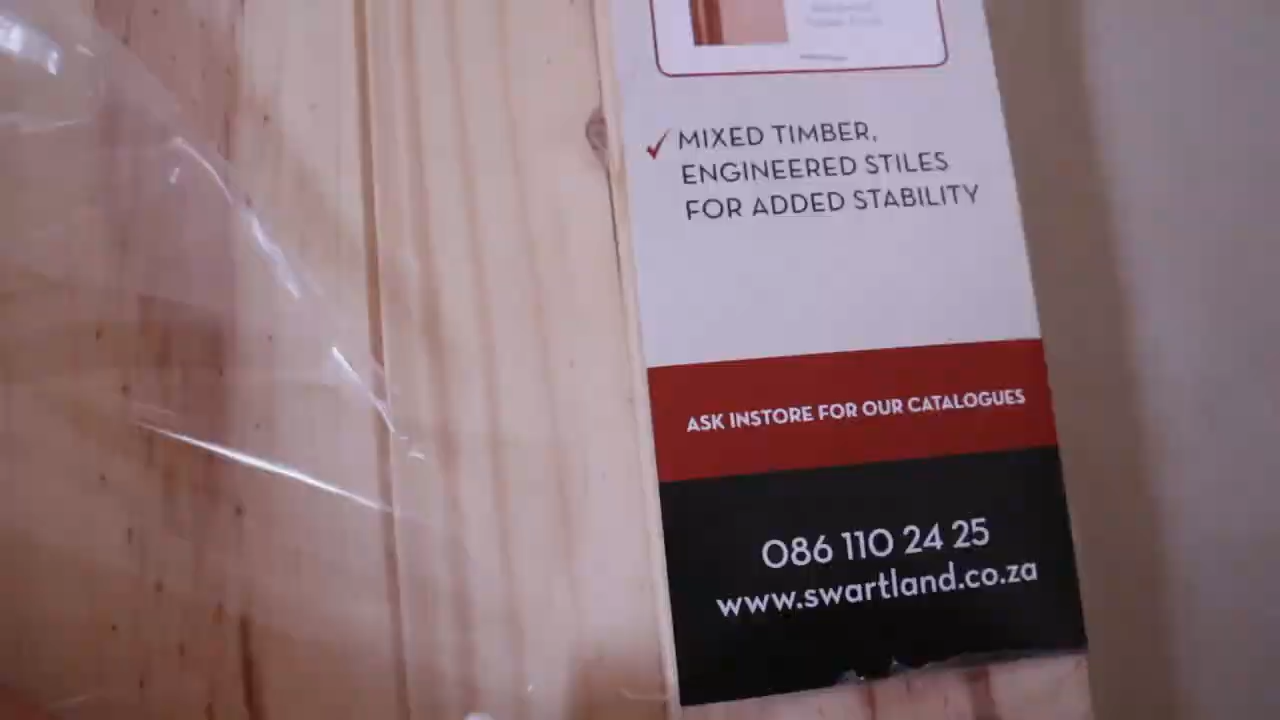 MIXED TIMBER,
ENGINEERED STILES
FOR ADDED STABILITY
ASK INSTORE FOR OUR CATALOGUES
086 110 24 25
www.swartland.co.za